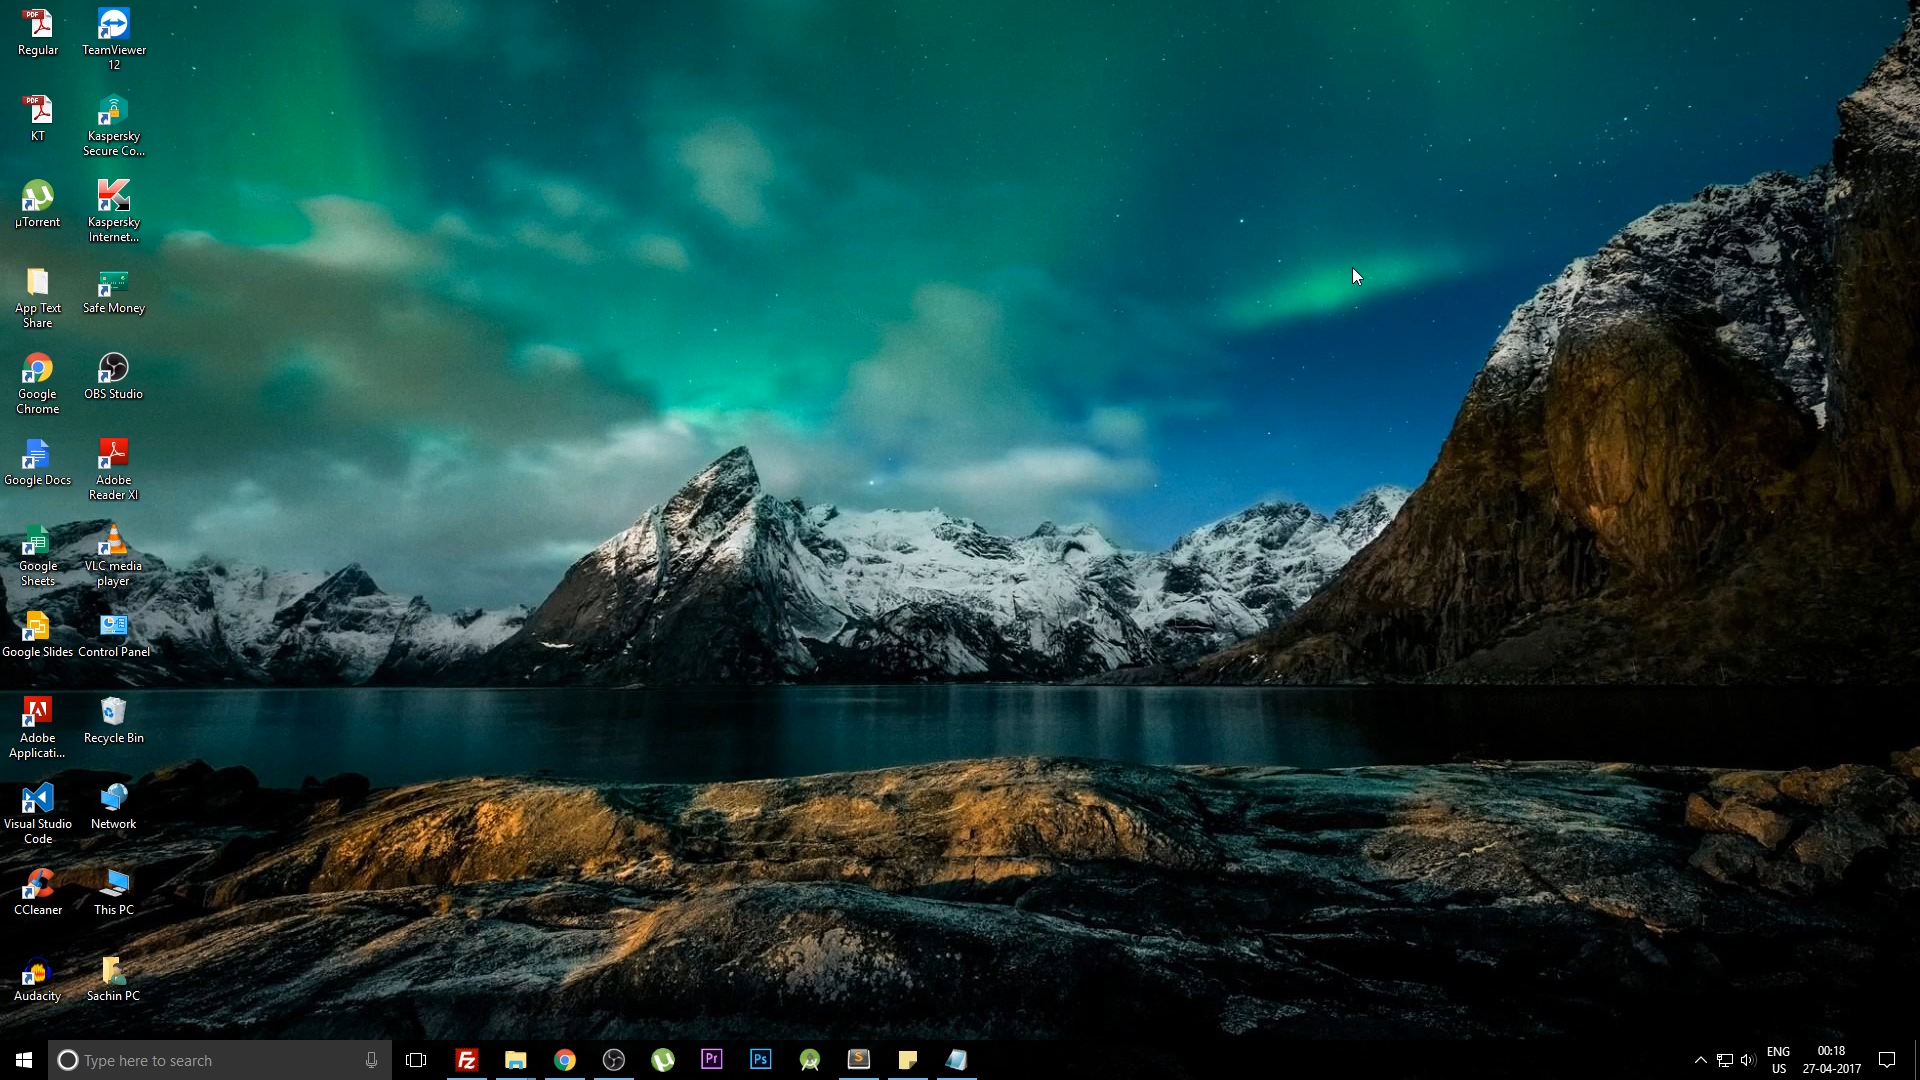 Regular
TeamViewer
12
KT
Kaspersky
Secure Co...
µTorrent
Kaspersky
Internet...
App Text
Share
Safe Money
Google
Chrome
OBS Studio
Google Docs
Adobe
Reader XI
Google
Sheets
VLC media
player
Google Slides
Control Panel
Adobe
Applicati...
Recycle Bin
Visual Studio
Code
Network
CCleaner
This PC
Audacity
Sachin PC
Type here to search
Pr
Ps
ENG
US
00:18
27-04-2017